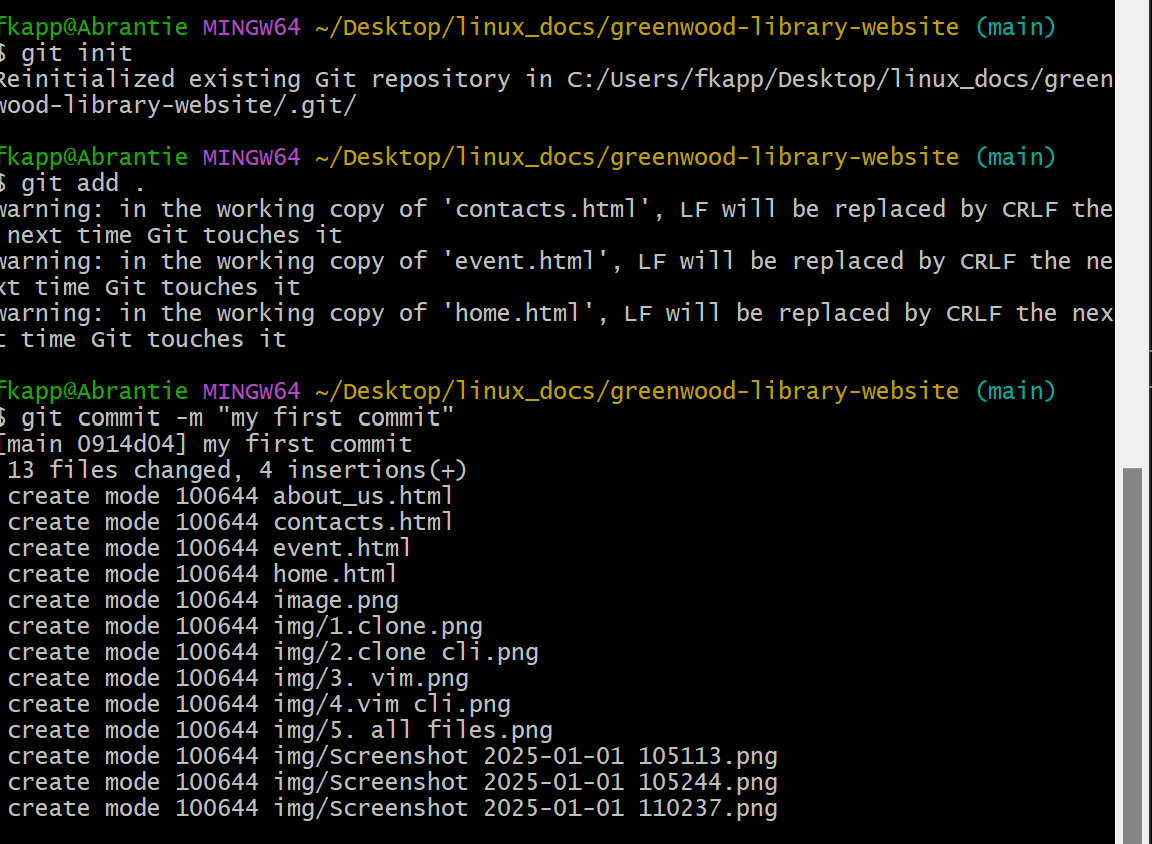 fkapp@Abrantie MINGW64 ~/Desktop/linux_docs/greenwood-library-website (main)
$ git init
Reinitialized existing Git repository in C:/Users/fkapp/Desktop/linux_docs/green
wood-library-website/.git/
fkapp@Abrantie MINGW64 ~/Desktop/linux_docs/greenwood-library-website (main)
$ git add .
warning: in the working copy of 'contacts.html', LF will be replaced by CRLF the
 next time Git touches it
warning: in the working copy of 'event.html', LF will be replaced by CRLF the ne
xt time Git touches it
warning: in the working copy of 'home.html', LF will be replaced by CRLF the nex
t time Git touches it
fkapp@Abrantie MINGW64 ~/Desktop/linux_docs/greenwood-library-website (main)
$ git commit -m "my first commit"
[main 0914d04] my first commit
 13 files changed, 4 insertions(+)
 create mode 100644 about_us.html
 create mode 100644 contacts.html
 create mode 100644 event.html
 create mode 100644 home.html
 create mode 100644 image.png
 create mode 100644 img/1.clone.png
 create mode 100644 img/2.clone cli.png
 create mode 100644 img/3. vim.png
 create mode 100644 img/4.vim cli.png
 create mode 100644 img/5. all files.png
 create mode 100644 img/Screenshot 2025-01-01 105113.png
 create mode 100644 img/Screenshot 2025-01-01 105244.png
 create mode 100644 img/Screenshot 2025-01-01 110237.png